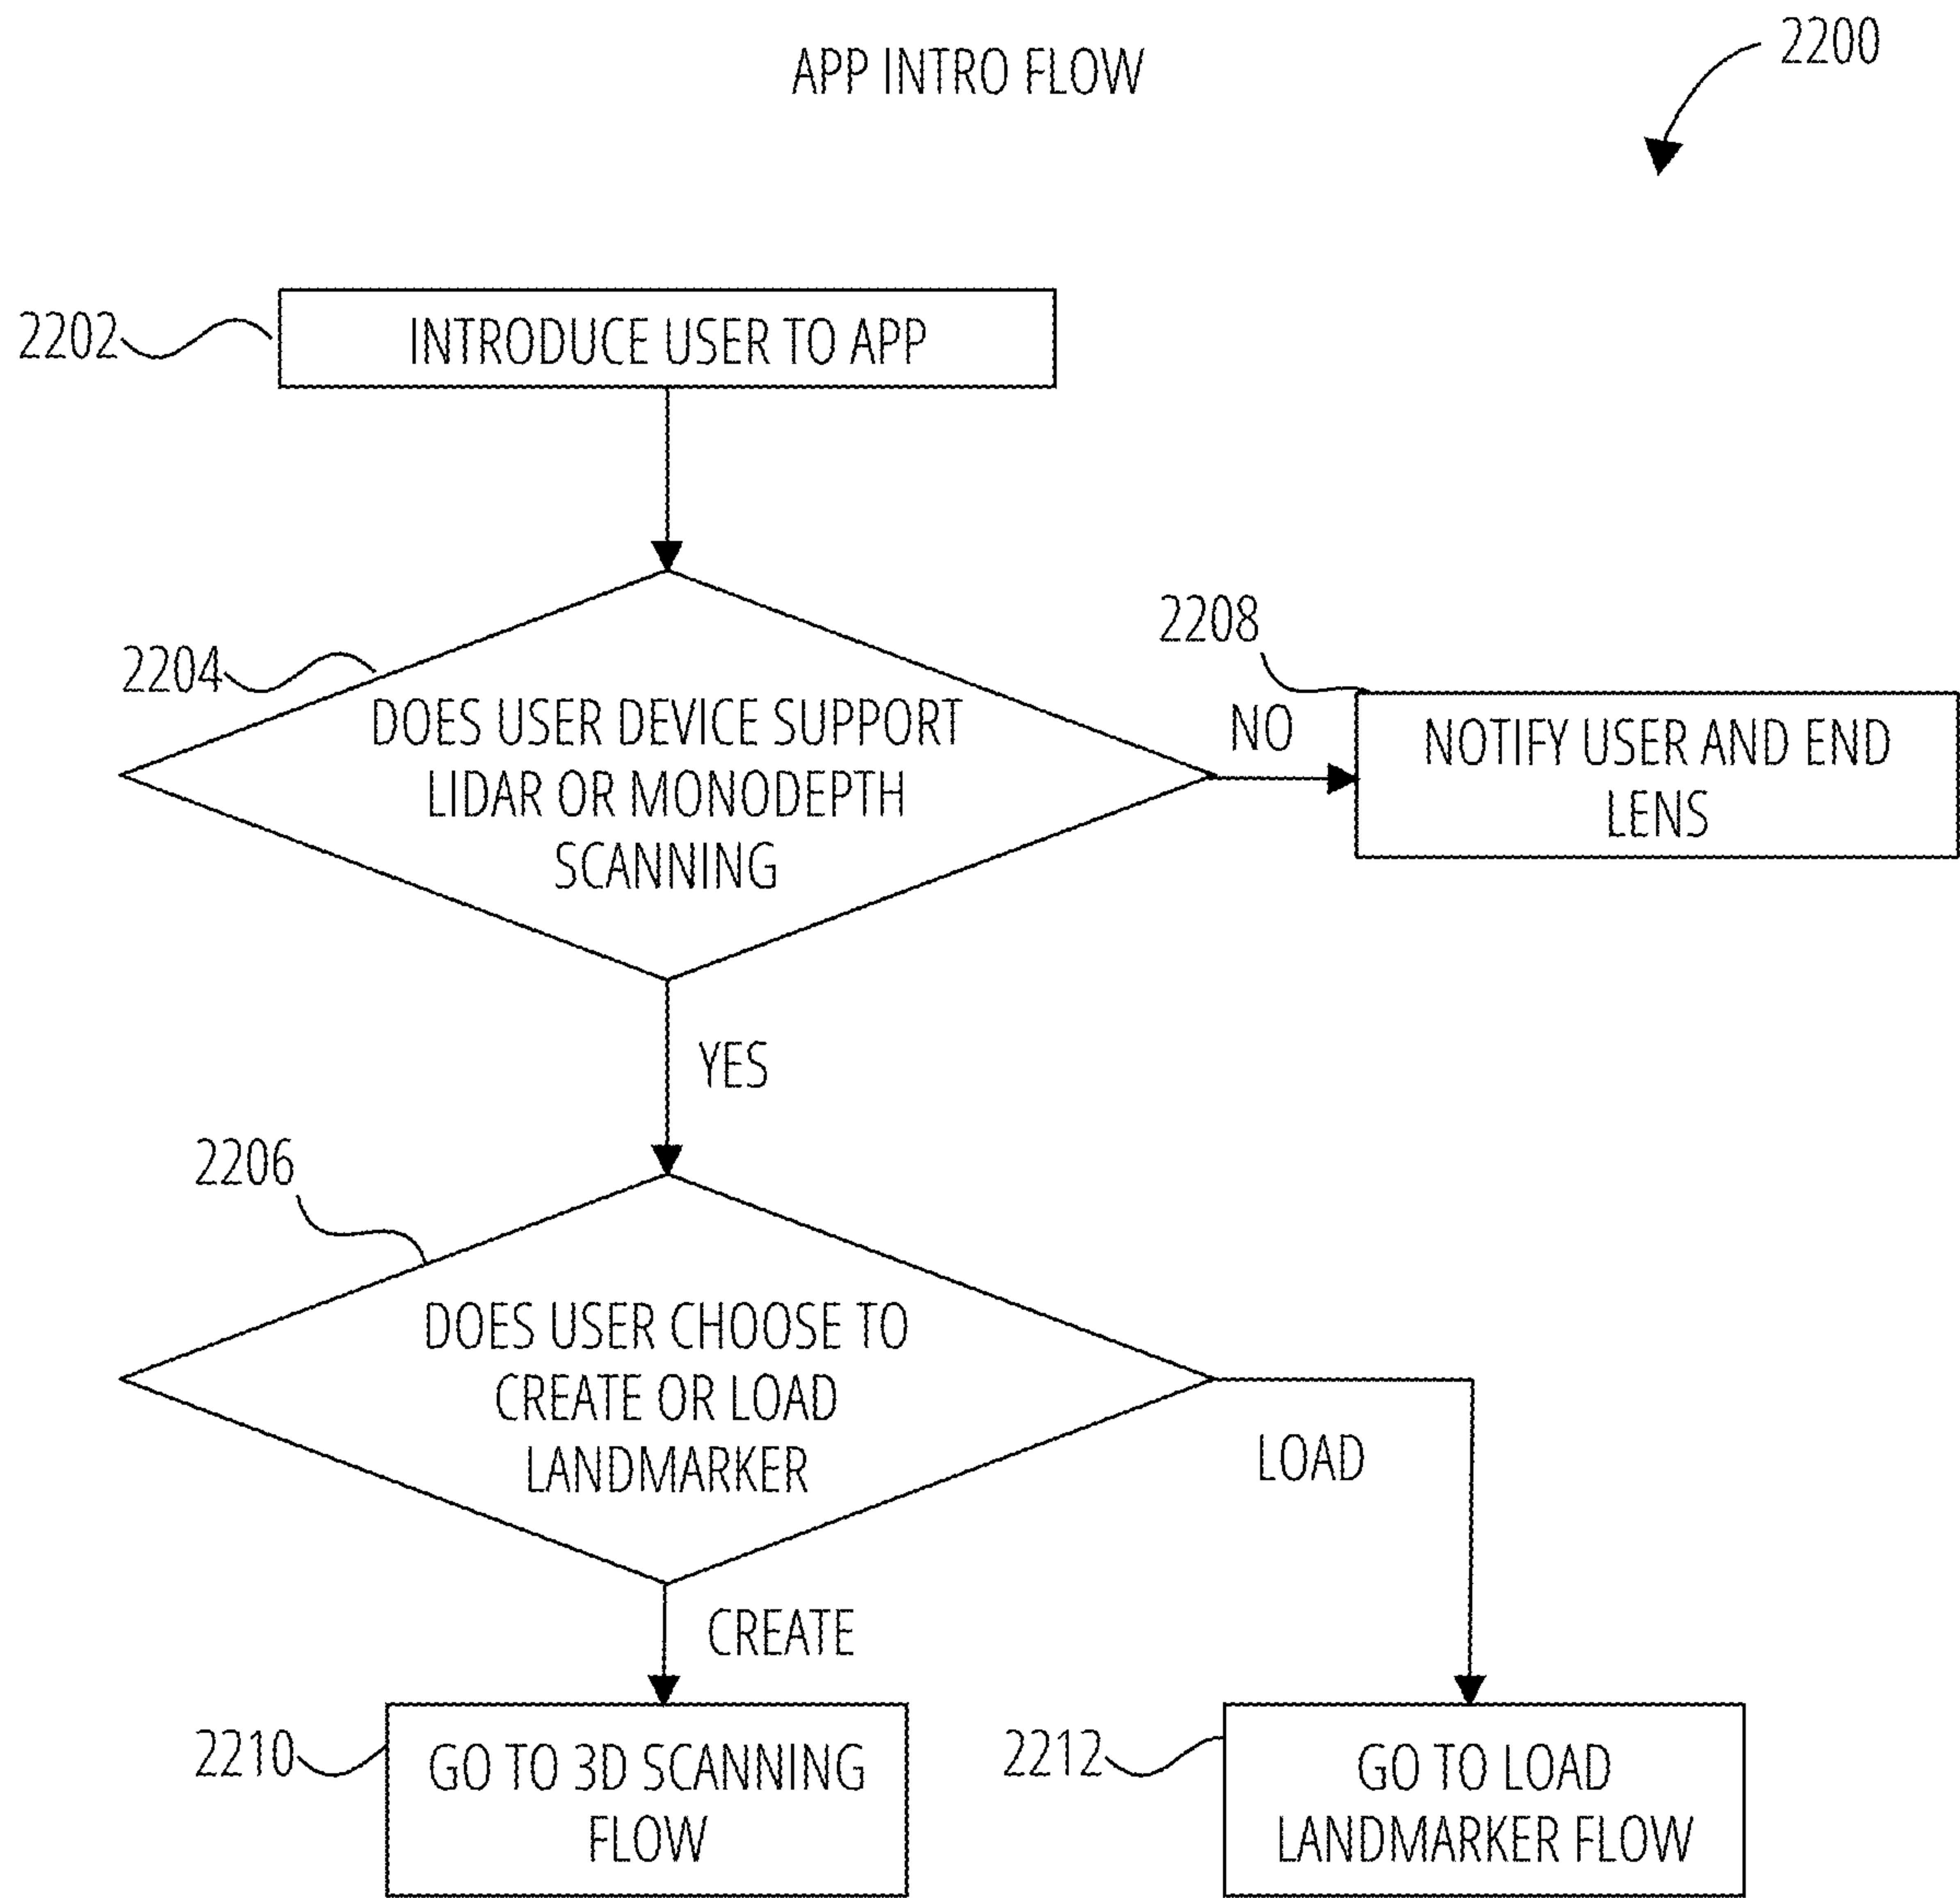 APP INTRO FLOW
2200
2202
INTRODUCE USER TO APP
2204
DOES USER DEVICE SUPPORT
LIDAR OR MONODEPTH
SCANNING
NO
2208
NOTIFY USER AND END
LENS
YES
2206
DOES USER CHOOSE TO
CREATE OR LOAD
LANDMARKER
LOAD
CREATE
2210
GO TO 3D SCANNING
FLOW
2212
GO TO LOAD
LANDMARKER FLOW